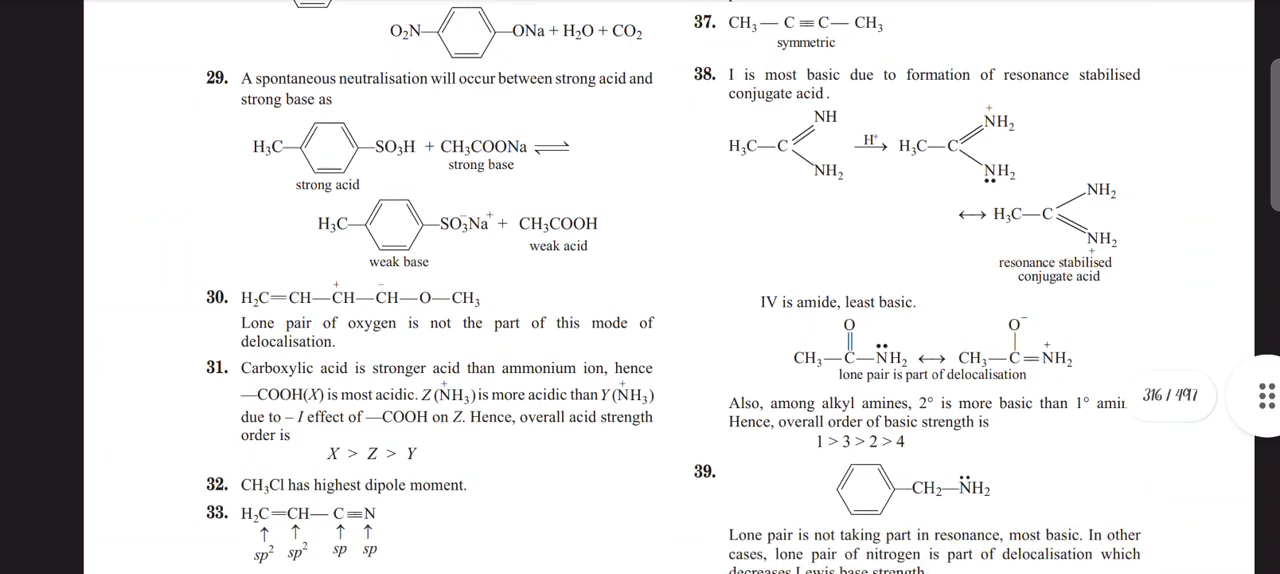 O₂N— —ONa + H₂O + CO₂
29. A spontaneous neutralisation will occur between strong acid and
strong base as
H₃C— —SO₃H + CH₃COONa ⇌
strong base
strong acid
H₃C— —SO₃⁻Na⁺ + CH₃COOH
weak acid
weak base
30. H₂C=CH—C⁺H—C⁻H—O—CH₃
Lone pair of oxygen is not the part of this mode of
delocalisation.
31. Carboxylic acid is stronger acid than ammonium ion, hence
—COOH(X) is most acidic. Z(N⁺H₃) is more acidic than Y(N⁺H₃)
due to – I effect of —COOH on Z. Hence, overall acid strength
order is
X > Z > Y
32. CH₃Cl has highest dipole moment.
33. H₂C=CH—C≡N
↑ ↑ ↑ ↑
sp² sp² sp sp
37. CH₃—C≡C—CH₃
symmetric
38. I is most basic due to formation of resonance stabilised
conjugate acid.
NH
H₃C—C
NH₂
H⁺
→
⁺NH₂
H₃C—C
N̈H₂
NH₂
↔ H₃C—C
NH₂
+
resonance stabilised
conjugate acid
IV is amide, least basic.
O O⁻
CH₃—C—N̈H₂ ↔ CH₃—C=N⁺H₂
lone pair is part of delocalisation
Also, among alkyl amines, 2° is more basic than 1° amin
Hence, overall order of basic strength is
1 > 3 > 2 > 4
316 / 497
39.
—CH₂—N̈H₂
Lone pair is not taking part in resonance, most basic. In other
cases, lone pair of nitrogen is part of delocalisation which
decreases Lewis base strength